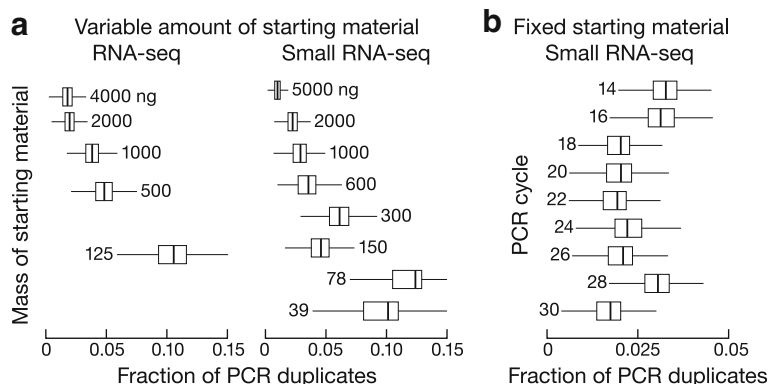 a Variable amount of starting material
RNA-seq
Small RNA-seq
Mass of starting material
4000 ng
2000
1000
500
125
0 0.05 0.10 0.15
5000 ng
2000
1000
600
300
150
78
39
0 0.05 0.10 0.15
Fraction of PCR duplicates
b Fixed starting material
Small RNA-seq
PCR cycle
14
16
18
20
22
24
26
28
30
0 0.025 0.05
Fraction of PCR duplicates